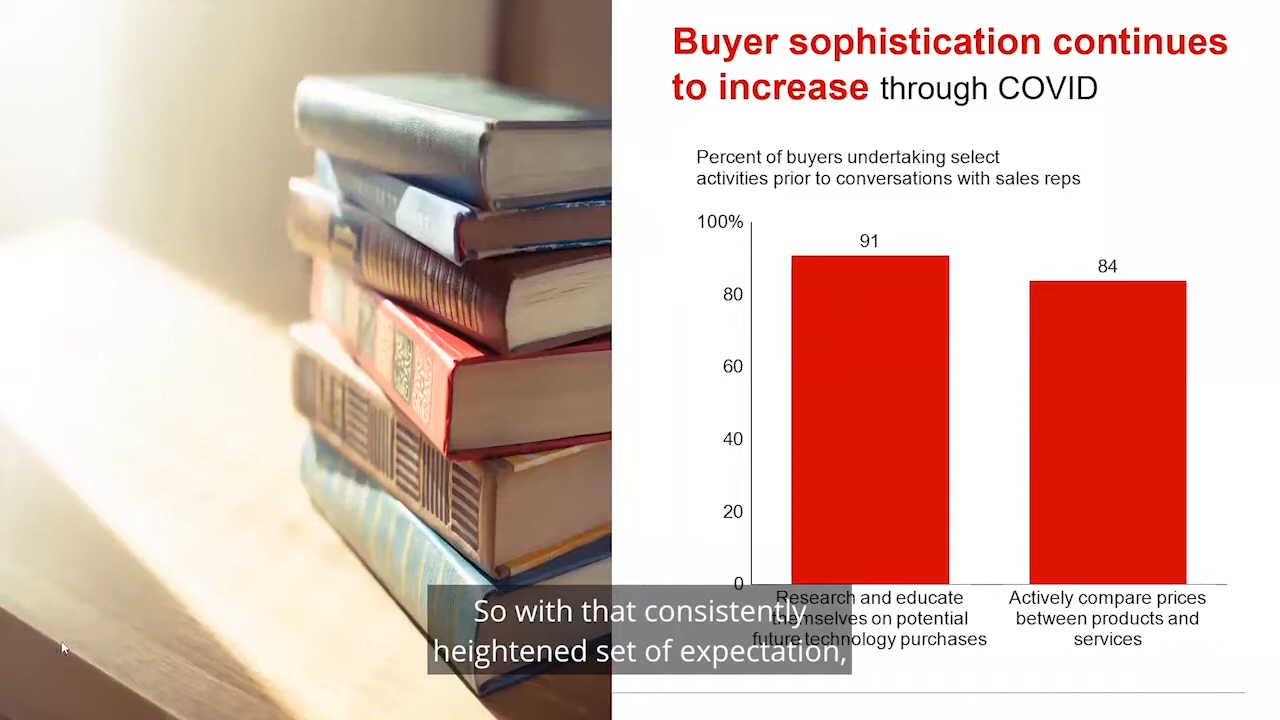 Buyer sophistication continues
to increase through COVID
Percent of buyers undertaking select
activities prior to conversations with sales reps
100%
91
84
80
60
40
20
0
Research and educate
themselves on potential
future technology purchases
Actively compare prices
between products and
services
So with that consistently
heightened set of expectation,